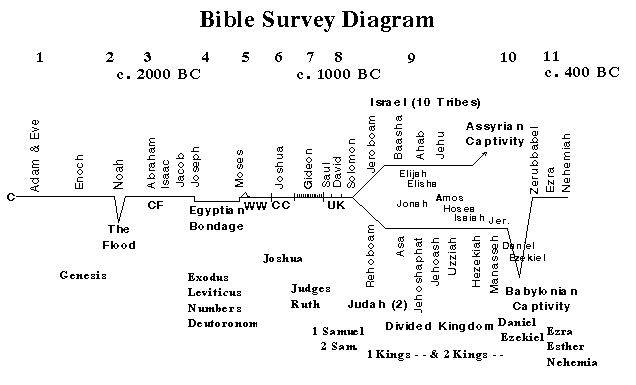 Bible Survey Diagram
1 2 3 4 5 6 7 8 9 10 11
c. 2000 BC c. 1000 BC c. 400 BC
Israel (10 Tribes)
Assyrian
Captivity
Adam & Eve
Enoch
Noah
Abraham
Isaac
Jacob
Joseph
Moses
Joshua
Gideon
Saul
David
Solomon
Jeroboam
Baasha
Ahab
Jehu
Zerubbabel
Ezra
Nehemiah
Elijah
Elisha
Jonah
Amos
Hosea
Isaiah
Jer.
Daniel
Ezekiel
C
CF
WW CC
UK
The
Flood
Egyptian
Bondage
Rehoboam
Asa
Jehoshaphat
Jehoash
Uzziah
Hezekiah
Manasseh
Babylonian
Captivity
Genesis
Exodus
Leviticus
Numbers
Deutoronom
Joshua
Judges
Ruth
Judah (2)
1 Samuel
2 Sam.
Divided Kingdom
1 Kings - - & 2 Kings - -
Daniel
Ezekiel
Ezra
Esther
Nehemia